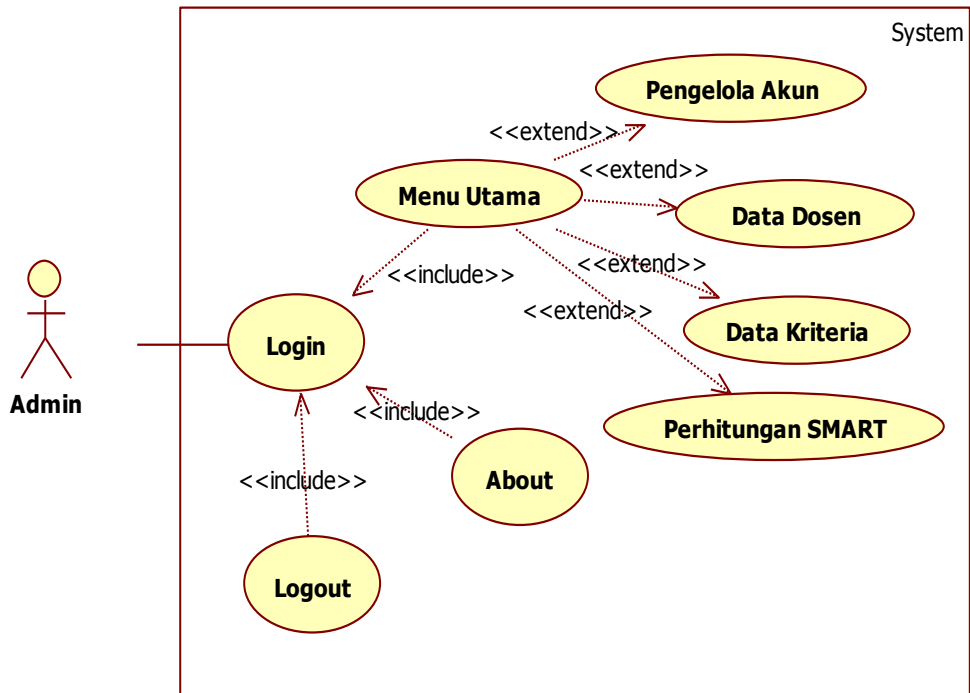 System
Pengelola Akun
<<extend>>
<<extend>>
Menu Utama
Data Dosen
<<extend>>
<<include>>
<<extend>>
Data Kriteria
Login
Admin
<<include>>
Perhitungan SMART
About
<<include>>
Logout